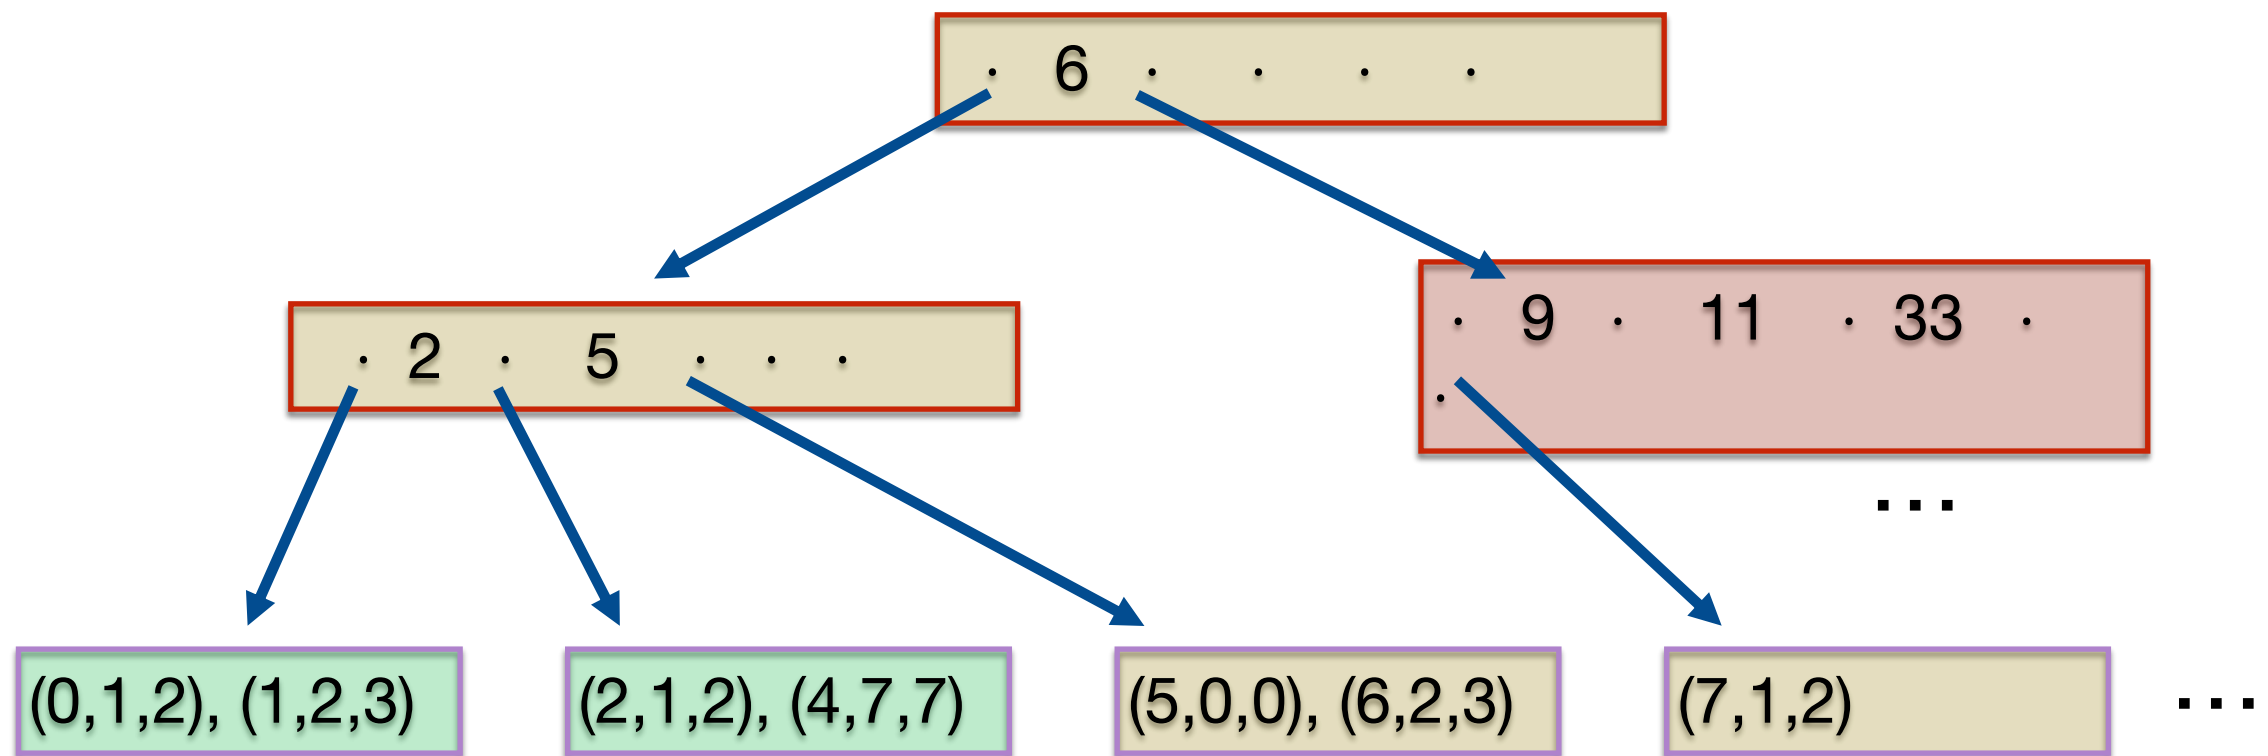 · 6 · · · ·
· 2 · 5 · · ·
· 9 · 11 · 33 ·
·
...
(0,1,2), (1,2,3)
(2,1,2), (4,7,7)
(5,0,0), (6,2,3)
(7,1,2)
...